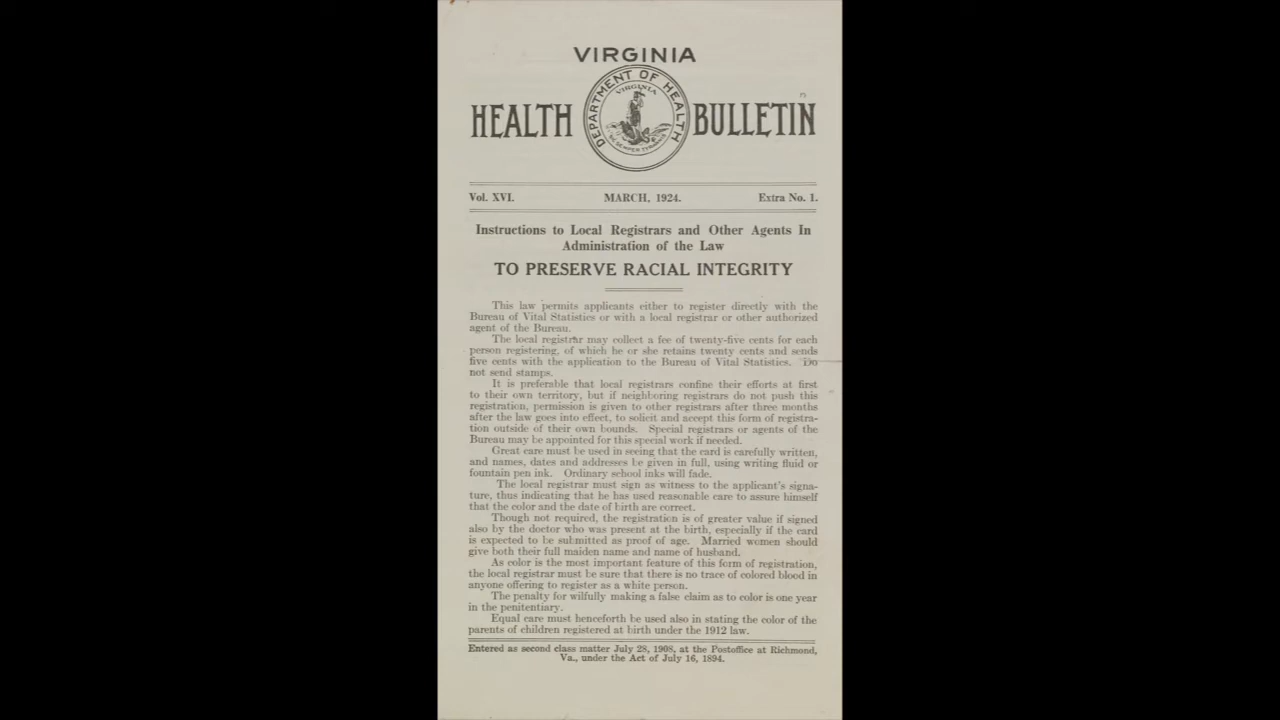 VIRGINIA
HEALTH BULLETIN
DEPARTMENT OF HEALTH
VIRGINIA
SIC SEMPER TYRANNIS
Vol. XVI. MARCH, 1924. Extra No. 1.
Instructions to Local Registrars and Other Agents In
Administration of the Law
TO PRESERVE RACIAL INTEGRITY
This law permits applicants either to register directly with the
Bureau of Vital Statistics or with a local registrar or other authorized
agent of the Bureau.
The local registrar may collect a fee of twenty-five cents for each
person registering, of which he or she retains twenty cents and sends
five cents with the application to the Bureau of Vital Statistics. Do
not send stamps.
It is preferable that local registrars confine their efforts at first
to their own territory, but if neighboring registrars do not push this
registration, permission is given to other registrars after three months
after the law goes into effect, to solicit and accept this form of registra-
tion outside of their own bounds. Special registrars or agents of the
Bureau may be appointed for this special work if needed.
Great care must be used in seeing that the card is carefully written,
and names, dates and addresses be given in full, using writing fluid or
fountain pen ink. Ordinary school inks will fade.
The local registrar must sign as witness to the applicant's signa-
ture, thus indicating that he has used reasonable care to assure himself
that the color and the date of birth are correct.
Though not required, the registration is of greater value if signed
also by the doctor who was present at the birth, especially if the card
is expected to be submitted as proof of age. Married women should
give both their full maiden name and name of husband.
As color is the most important feature of this form of registration,
the local registrar must be sure that there is no trace of colored blood in
anyone offering to register as a white person.
The penalty for wilfully making a false claim as to color is one year
in the penitentiary.
Equal care must henceforth be used also in stating the color of the
parents of children registered at birth under the 1912 law.
Entered as second class matter July 28, 1908, at the Postoffice at Richmond,
Va., under the Act of July 16, 1894.